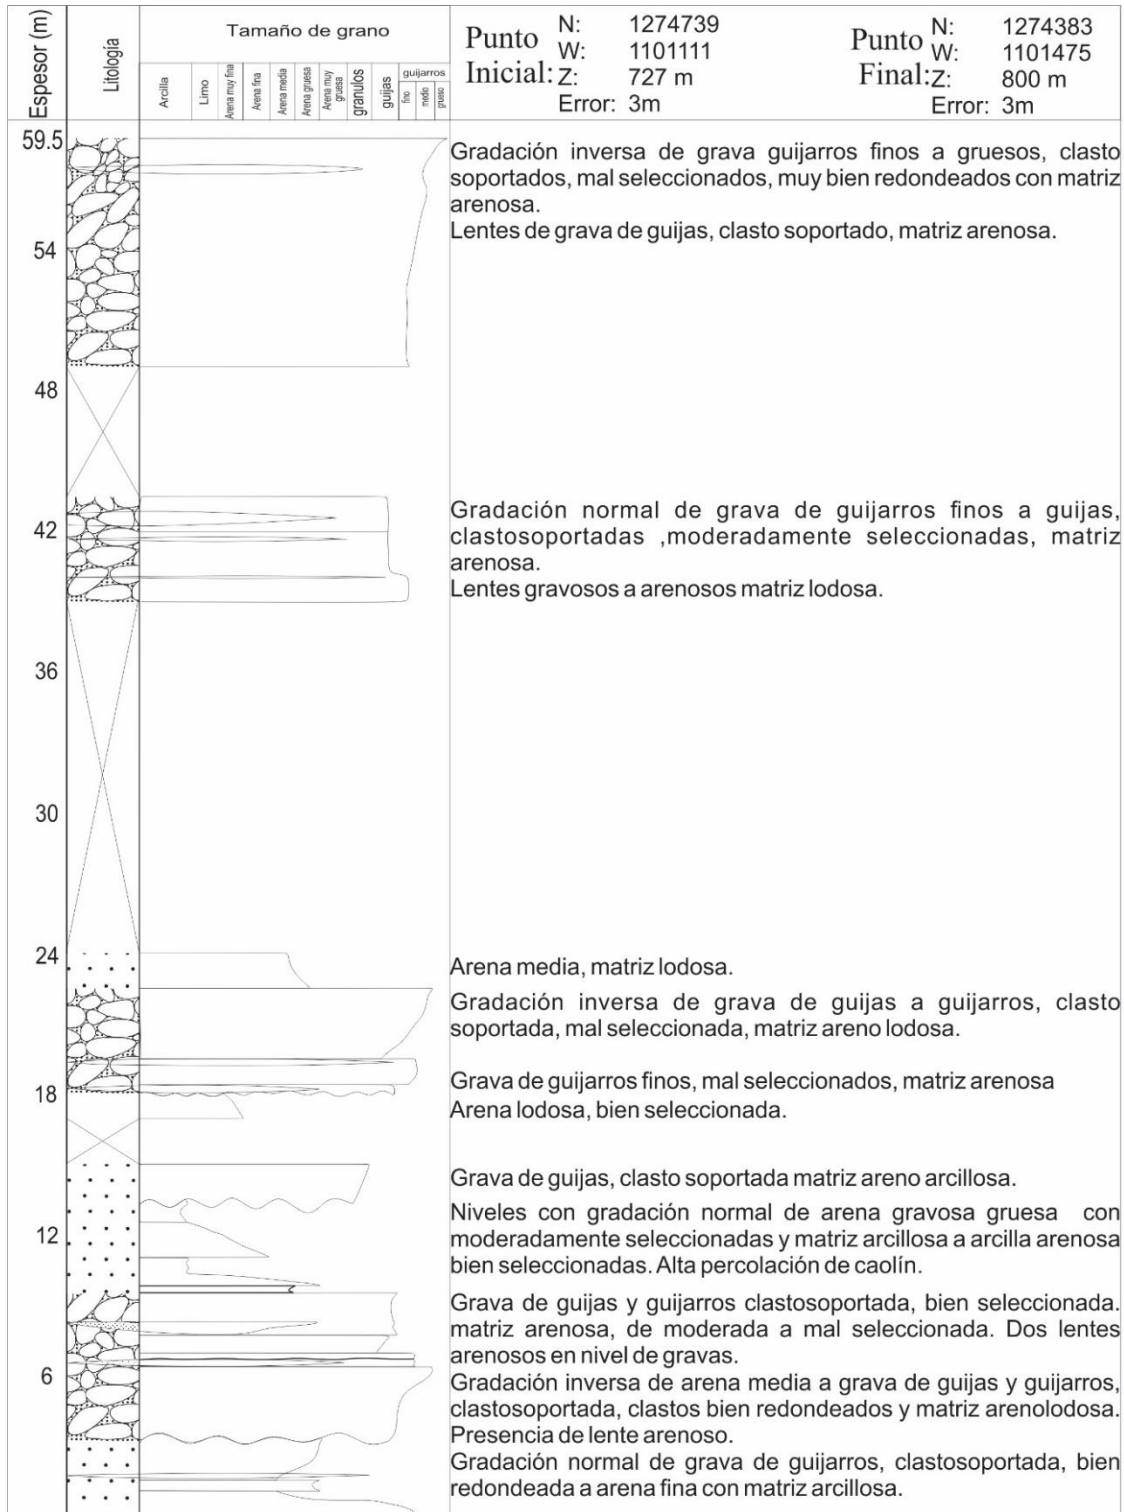 Espesor (m)
Litología
Tamaño de grano
Arcilla
Limo
Arena muy fina
Arena fina
Arena media
Arena gruesa
Arena muy
gruesa
granulos
guijas
guijarros
fino
medio
grueso
Punto
Inicial:
N: 1274739
W: 1101111
Z: 727 m
Error: 3m
Punto
Final:
N: 1274383
W: 1101475
Z: 800 m
Error: 3m
59.5
Gradación inversa de grava guijarros finos a gruesos, clasto
soportados, mal seleccionados, muy bien redondeados con matriz
arenosa.
Lentes de grava de guijas, clasto soportado, matriz arenosa.
54
48
Gradación normal de grava de guijarros finos a guijas,
clastosoportadas ,moderadamente seleccionadas, matriz
arenosa.
Lentes gravosos a arenosos matriz lodosa.
42
36
30
24
Arena media, matriz lodosa.
Gradación inversa de grava de guijas a guijarros, clasto
soportada, mal seleccionada, matriz areno lodosa.
Grava de guijarros finos, mal seleccionados, matriz arenosa
18
Arena lodosa, bien seleccionada.
Grava de guijas, clasto soportada matriz areno arcillosa.
12
Niveles con gradación normal de arena gravosa gruesa con
moderadamente seleccionadas y matriz arcillosa a arcilla arenosa
bien seleccionadas. Alta percolación de caolín.
Grava de guijas y guijarros clastosoportada, bien seleccionada.
matriz arenosa, de moderada a mal seleccionada. Dos lentes
arenosos en nivel de gravas.
6
Gradación inversa de arena media a grava de guijas y guijarros,
clastosoportada, clastos bien redondeados y matriz arenolodosa.
Presencia de lente arenoso.
Gradación normal de grava de guijarros, clastosoportada, bien
redondeada a arena fina con matriz arcillosa.